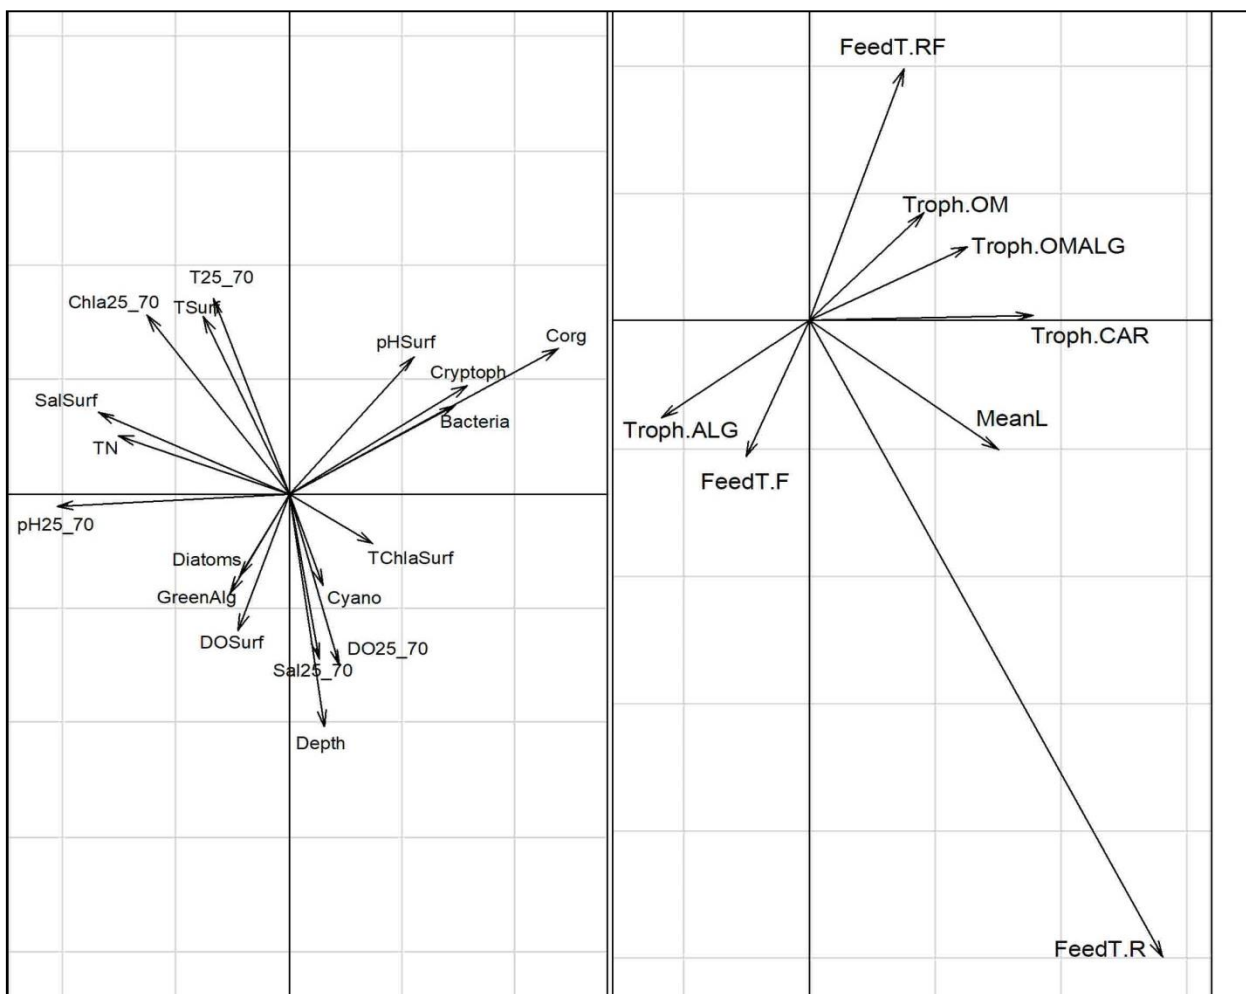 T25_70
Chla25_70
TSurf
pHSurf
Corg
Cryptoph
SalSurf
Bacteria
TN
pH25_70
Diatoms
TChlaSurf
GreenAlg
Cyano
DOSurf
DO25_70
Sal25_70
Depth
FeedT.RF
Troph.OM
Troph.OMALG
Troph.CAR
Troph.ALG
MeanL
FeedT.F
FeedT.R